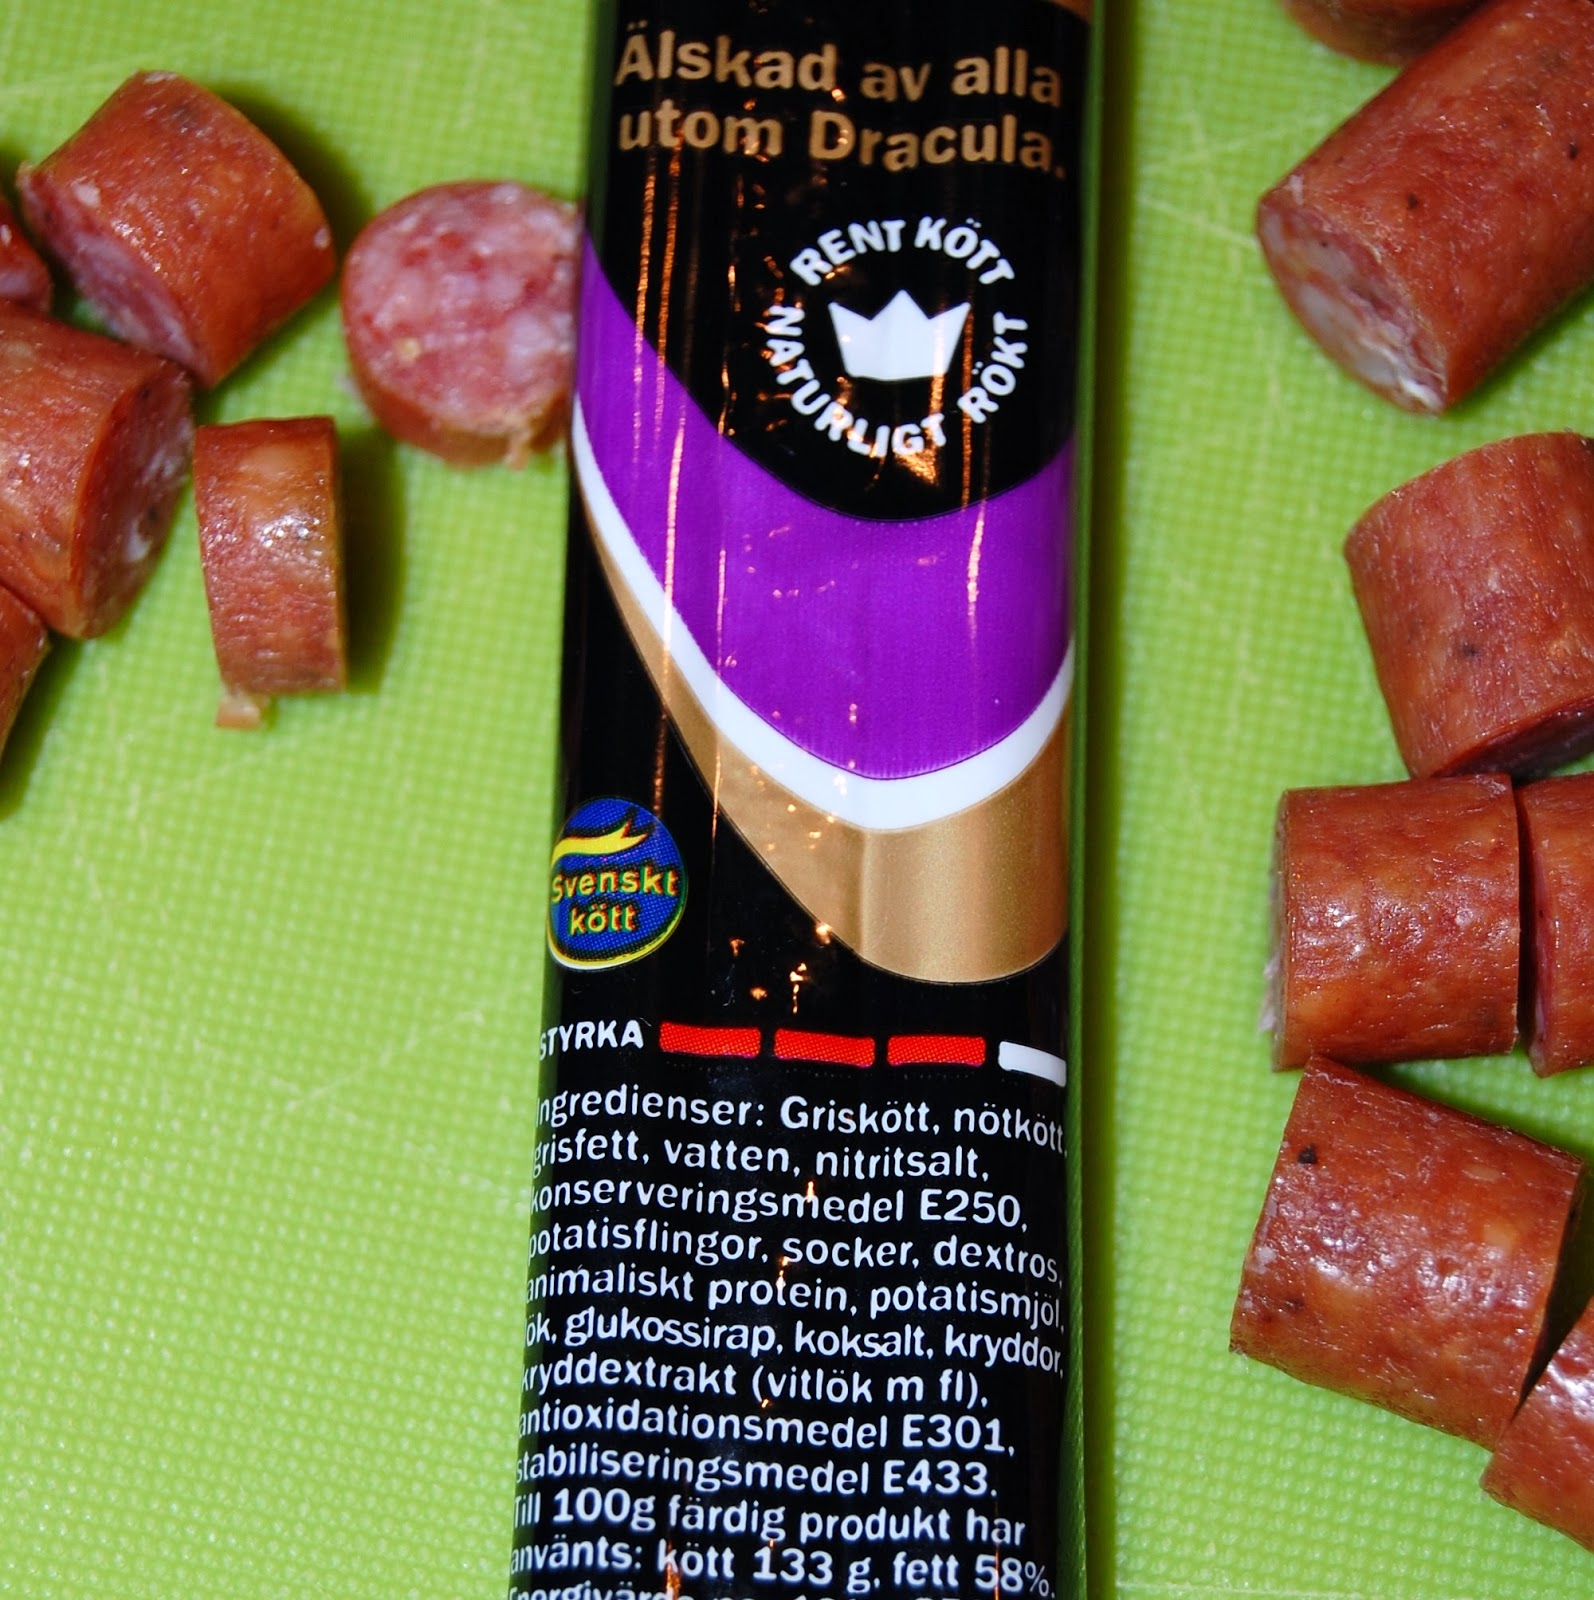 Älskad av alla
utom Dracula.
RENT KÖTT
NATURLIGT RÖKT
Svenskt
kött
STYRKA
Ingredienser: Griskött, nötkött,
grisfett, vatten, nitritsalt,
konserveringsmedel E250,
potatisflingor, socker, dextros,
animaliskt protein, potatismjöl,
lök, glukossirap, koksalt, kryddor,
kryddextrakt (vitlök m fl),
antioxidationsmedel E301,
stabiliseringsmedel E433.
Till 100g färdig produkt har
använts: kött 133 g, fett 58%.